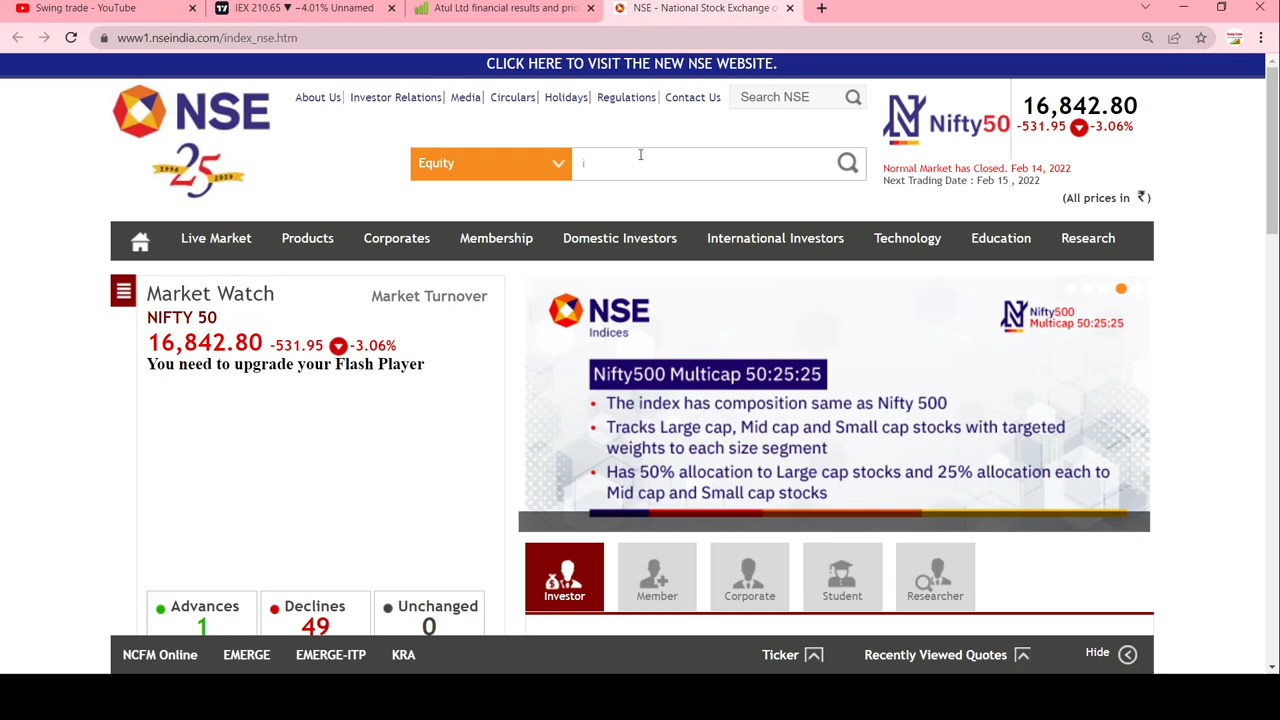 Swing trade - YouTube
IEX 210.65 ▼ −4.01% Unnamed
Atul Ltd financial results and pric
NSE - National Stock Exchange o
www1.nseindia.com/index_nse.htm
CLICK HERE TO VISIT THE NEW NSE WEBSITE.
NSE
About Us
Investor Relations
Media
Circulars
Holidays
Regulations
Contact Us
Search NSE
Nifty50
16,842.80
-531.95 -3.06%
1994 25
Equity
i
Normal Market has Closed. Feb 14, 2022
Next Trading Date : Feb 15 , 2022
(All prices in ₹)
Live Market
Products
Corporates
Membership
Domestic Investors
International Investors
Technology
Education
Research
Market Watch
Market Turnover
NIFTY 50
16,842.80 -531.95 -3.06%
You need to upgrade your Flash Player
NSE
Indices
Nifty500
Multicap 50:25:25
Nifty500 Multicap 50:25:25
• The index has composition same as Nifty 500
• Tracks Large cap, Mid cap and Small cap stocks with targeted
weights to each size segment
• Has 50% allocation to Large cap stocks and 25% allocation each to
Mid cap and Small cap stocks
Investor
Member
Corporate
Student
Researcher
Advances
1
Declines
49
Unchanged
0
NCFM Online
EMERGE
EMERGE-ITP
KRA
Ticker
Recently Viewed Quotes
Hide